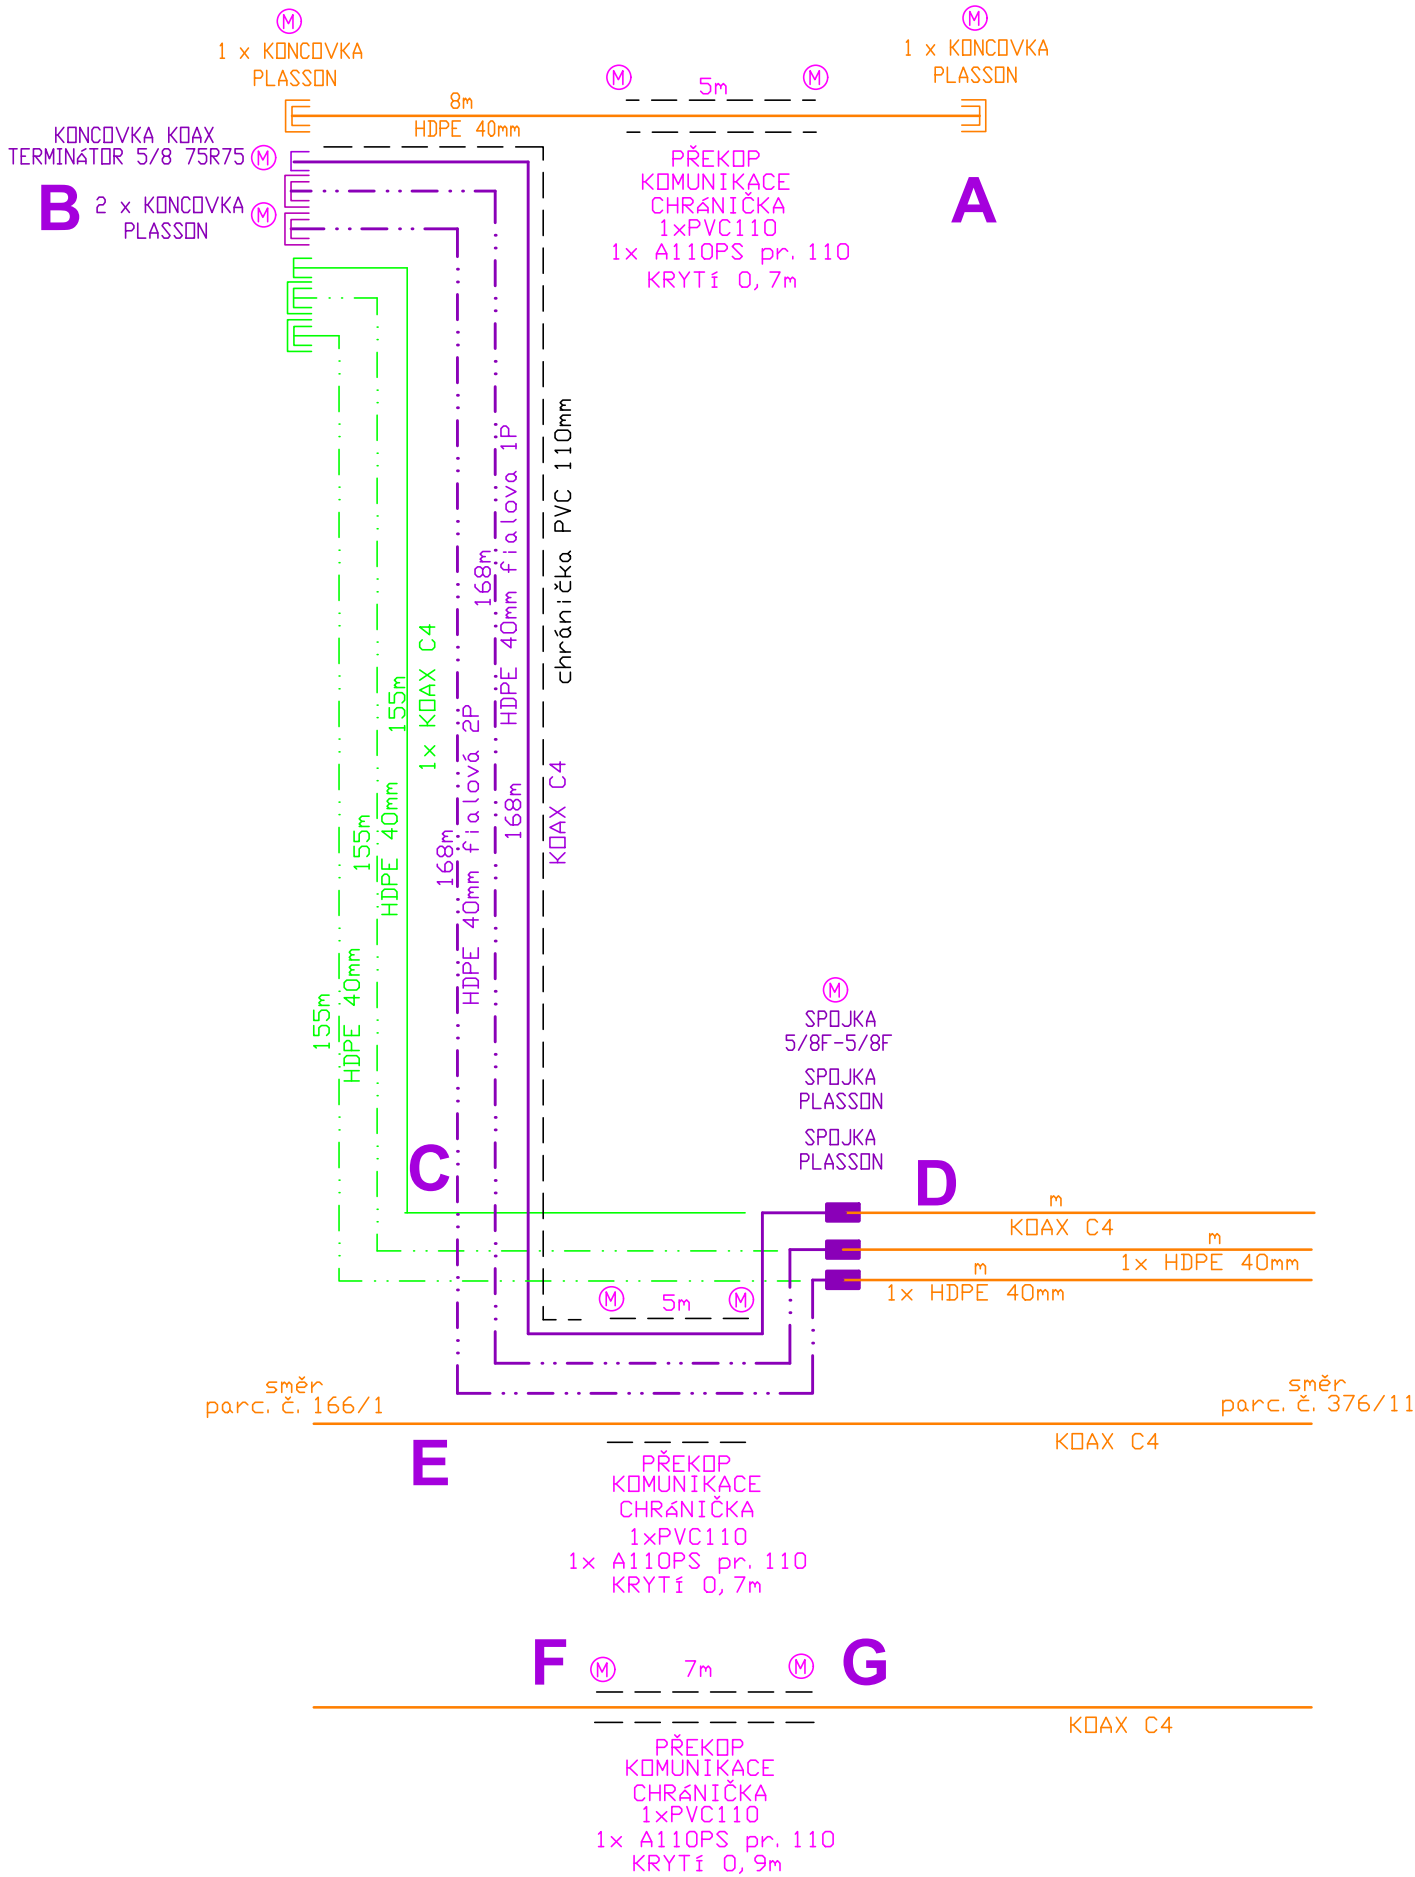 M
1 x KONCOVKA
PLASSON
M
1 x KONCOVKA
PLASSON
M
5m
M
8m
HDPE 40mm
KONCOVKA KOAX
TERMINáTOR 5/8 75R75
M
B
2 x KONCOVKA
PLASSON
M
PŘEKOP
KOMUNIKACE
CHRáNIČKA
1xPVC110
1x A110PS pr. 110
KRYTí 0,7m
A
chránička PVC 110mm
168m
HDPE 40mm fialova 1P
155m
1x KOAX C4
168m
KOAX C4
168m
HDPE 40mm fialová 2P
155m
HDPE 40mm
155m
HDPE 40mm
M
SPOJKA
5/8F-5/8F
SPOJKA
PLASSON
SPOJKA
PLASSON
C
D
m
KOAX C4
m
1x HDPE 40mm
m
1x HDPE 40mm
M
5m
M
směr
parc. č. 166/1
směr
parc. č. 376/11
KOAX C4
E
PŘEKOP
KOMUNIKACE
CHRáNIČKA
1xPVC110
1x A110PS pr. 110
KRYTí 0,7m
F
M
7m
M
G
KOAX C4
PŘEKOP
KOMUNIKACE
CHRáNIČKA
1xPVC110
1x A110PS pr. 110
KRYTí 0,9m